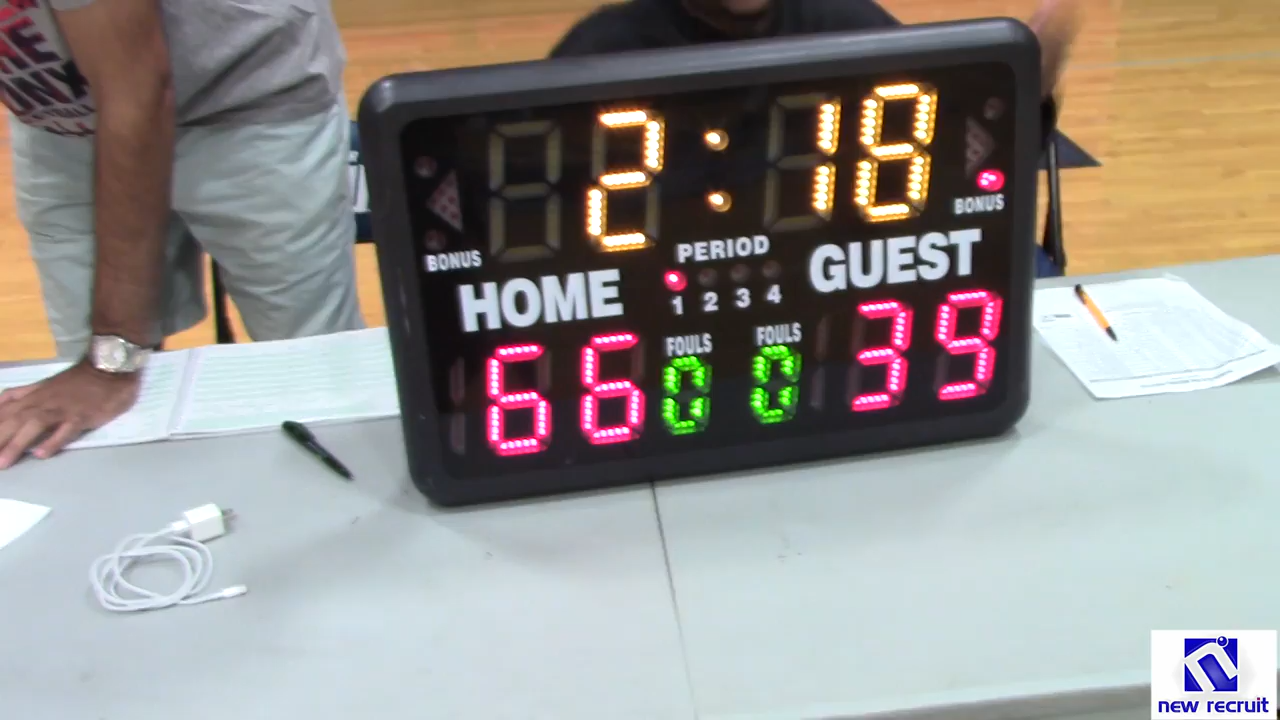 2:18
BONUS
PERIOD
BONUS
HOME
1 2 3 4
GUEST
FOULS
FOULS
66
0
0
39
new recruit